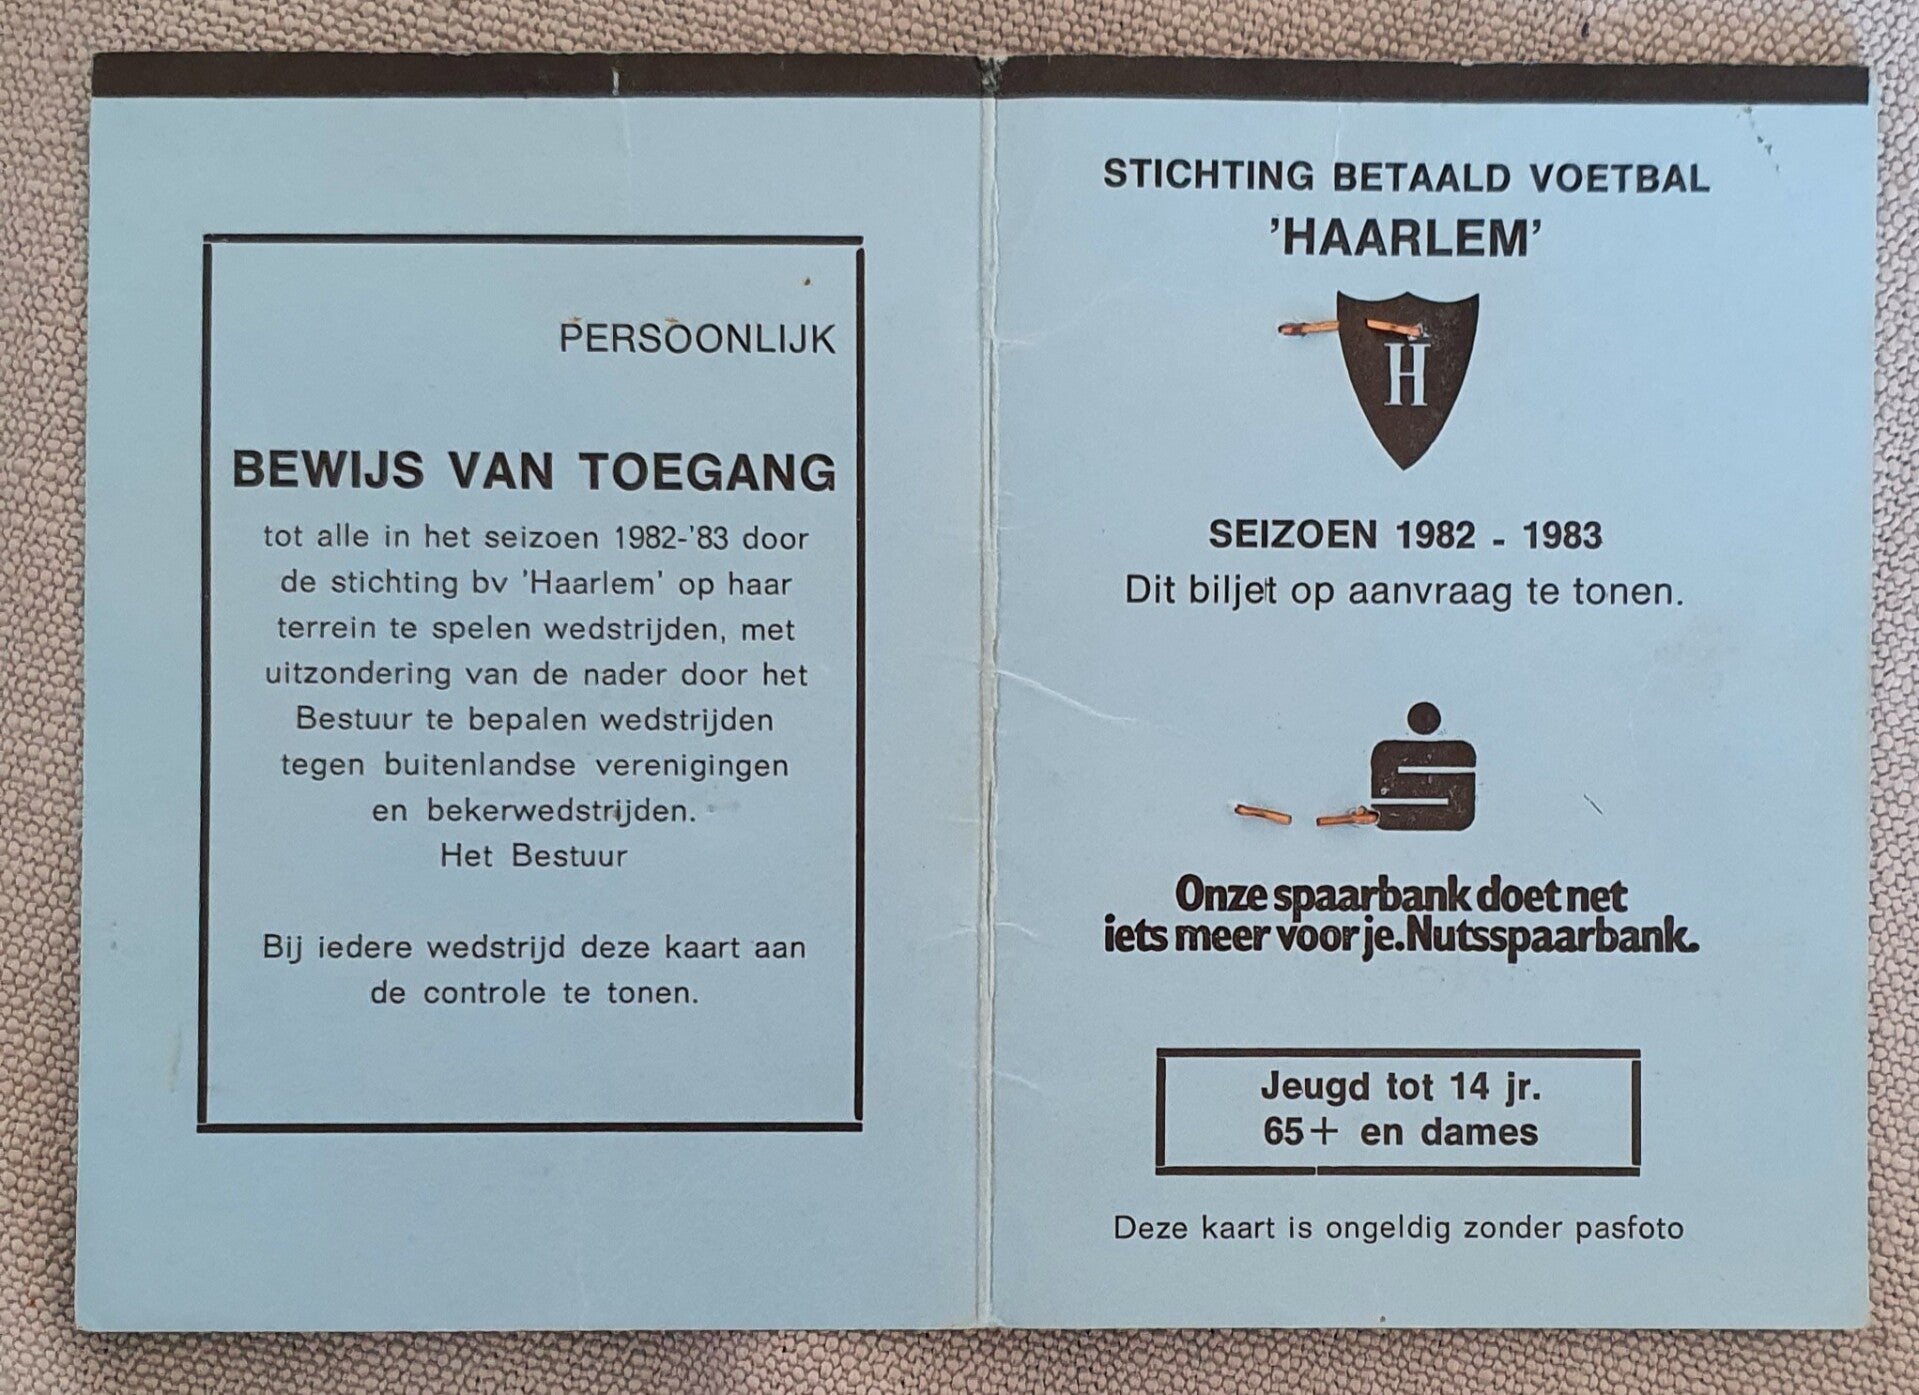 PERSOONLIJK
BEWIJS VAN TOEGANG
tot alle in het seizoen 1982-'83 door
de stichting bv 'Haarlem' op haar
terrein te spelen wedstrijden, met
uitzondering van de nader door het
Bestuur te bepalen wedstrijden
tegen buitenlandse verenigingen
en bekerwedstrijden.
Het Bestuur
Bij iedere wedstrijd deze kaart aan
de controle te tonen.
STICHTING BETAALD VOETBAL
'HAARLEM'
H
SEIZOEN 1982 - 1983
Dit biljet op aanvraag te tonen.
Onze spaarbank doet net
iets meer voor je. Nutsspaarbank.
Jeugd tot 14 jr.
65+ en dames
Deze kaart is ongeldig zonder pasfoto